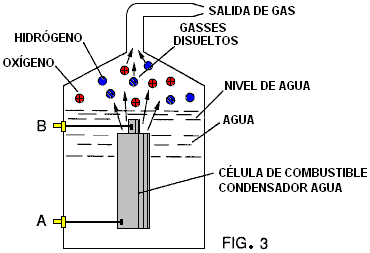 SALIDA DE GAS
GASSES
DISUELTOS
HIDRÓGENO
OXÍGENO
NIVEL DE AGUA
B
AGUA
CÉLULA DE COMBUSTIBLE
CONDENSADOR AGUA
A
FIG. 3